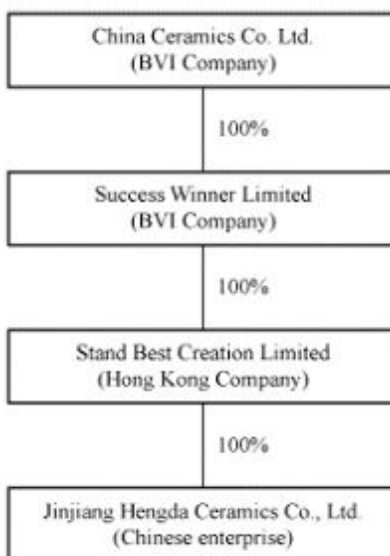 China Ceramics Co. Ltd.
(BVI Company)
100%
Success Winner Limited
(BVI Company)
100%
Stand Best Creation Limited
(Hong Kong Company)
100%
Jinjiang Hengda Ceramics Co., Ltd.
(Chinese enterprise)